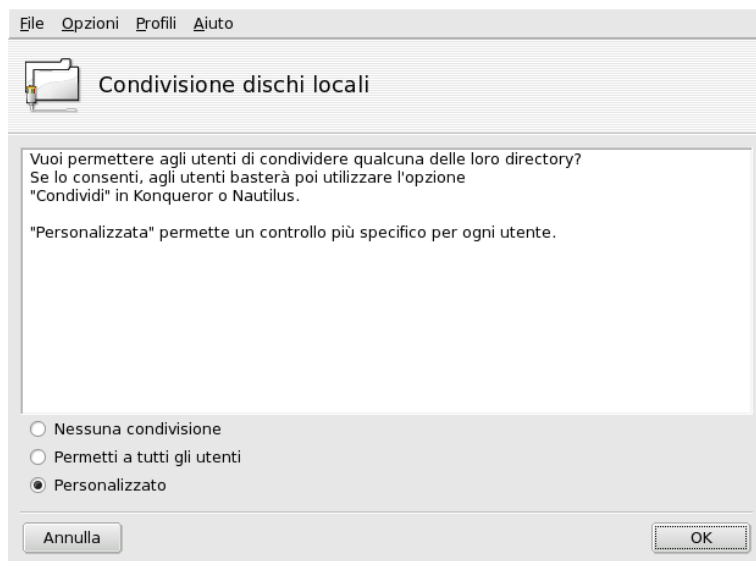 File Opzioni Profili Aiuto
Condivisione dischi locali
Vuoi permettere agli utenti di condividere qualcuna delle loro directory?
Se lo consenti, agli utenti basterà poi utilizzare l'opzione
"Condividi" in Konqueror o Nautilus.
"Personalizzata" permette un controllo più specifico per ogni utente.
Nessuna condivisione
Permetti a tutti gli utenti
Personalizzato
Annulla OK